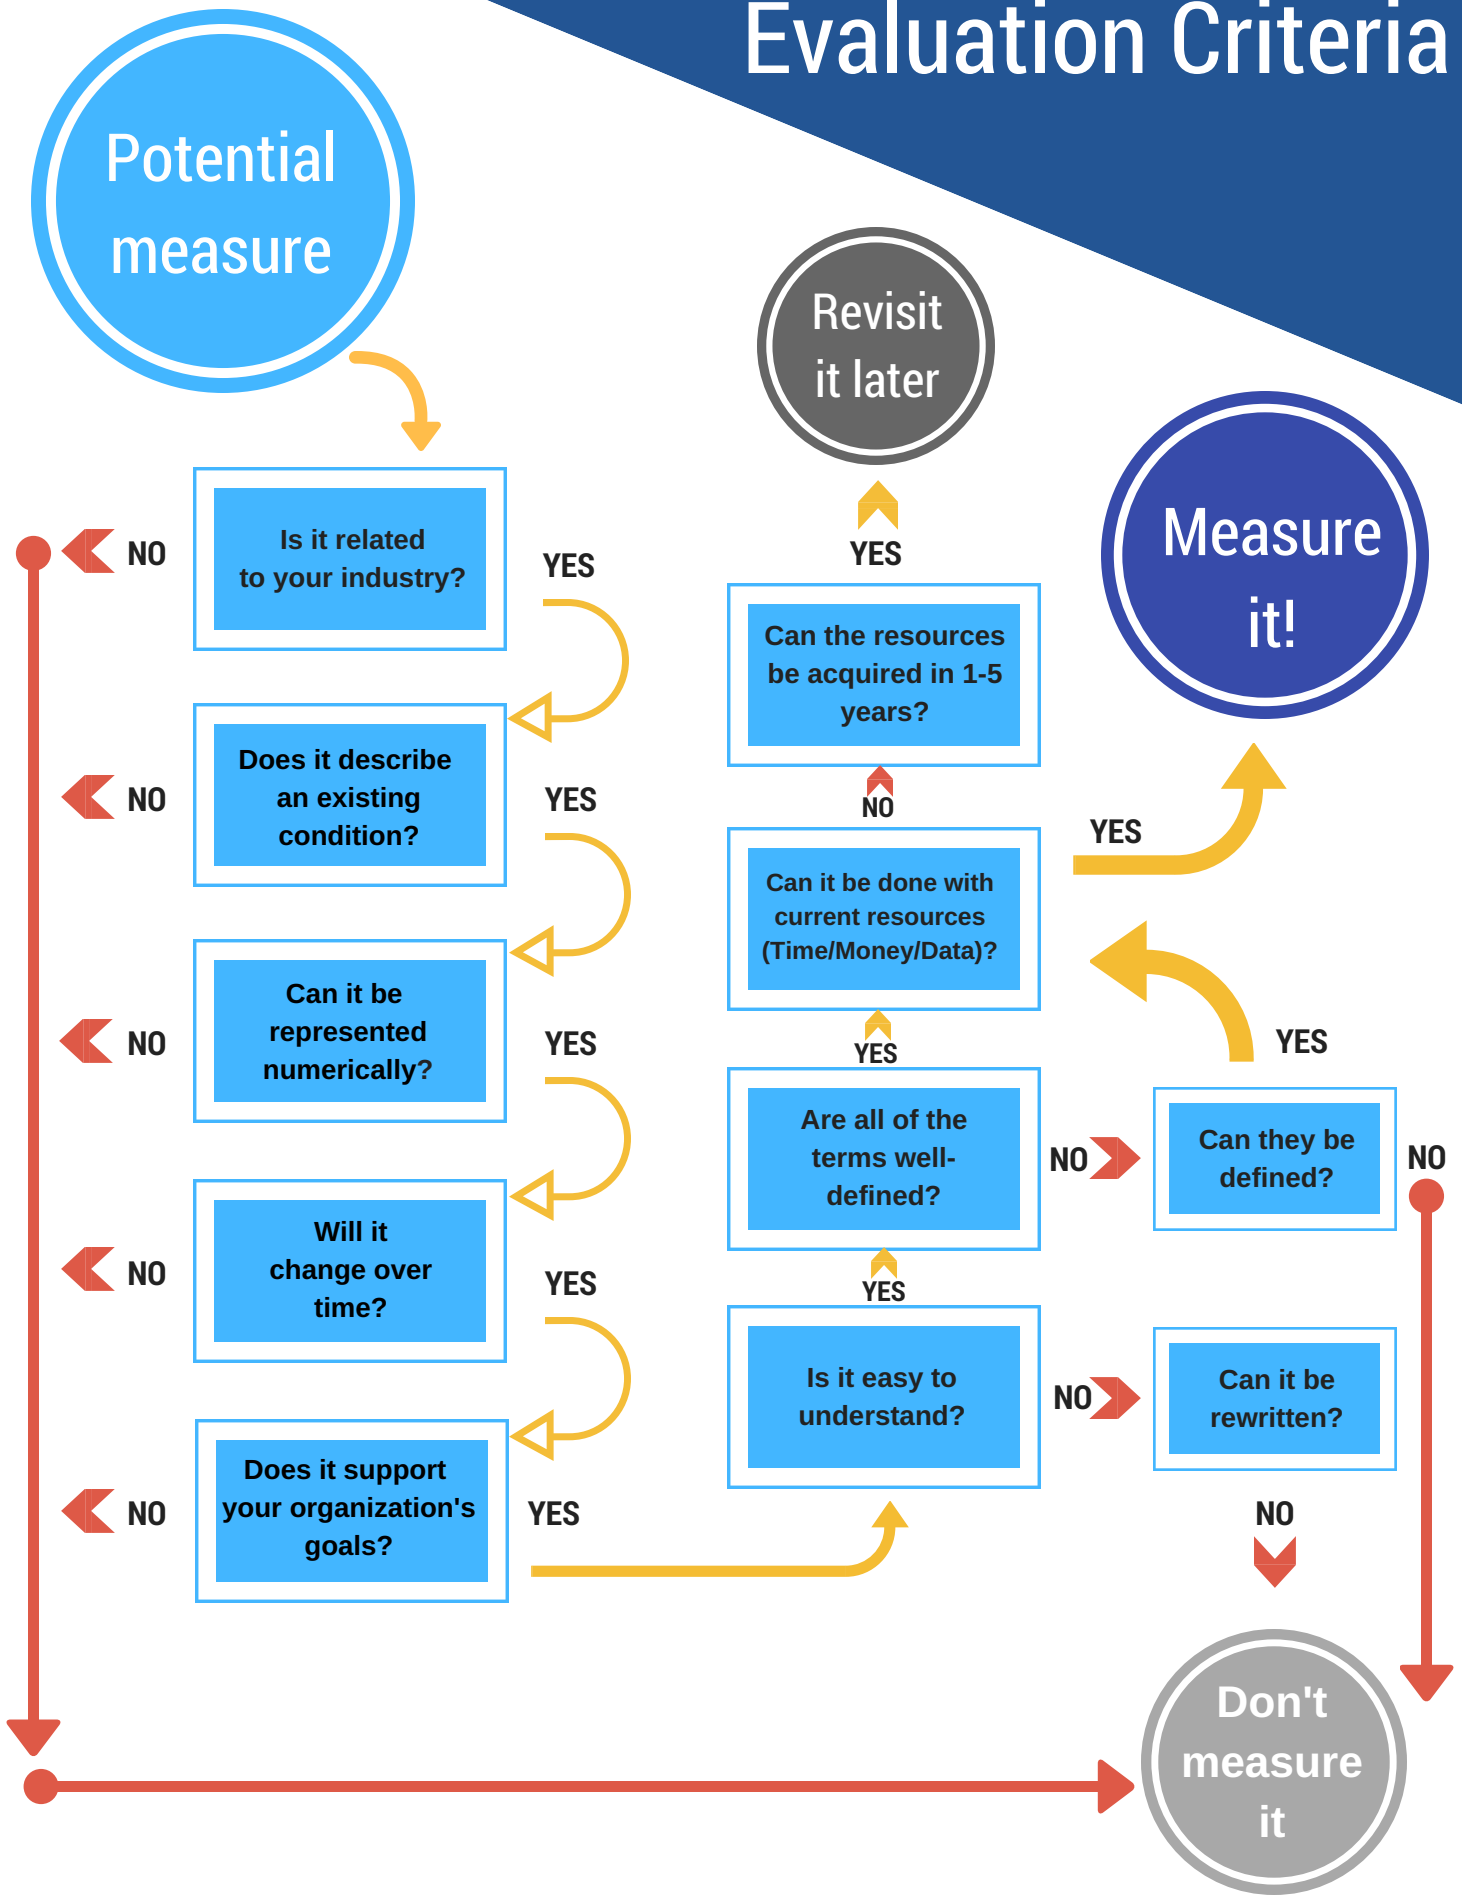 Evaluation Criteria
Potential
measure
Is it related
to your industry?
NO
YES
Does it describe
an existing
condition?
NO
YES
Can it be
represented
numerically?
NO
YES
Will it
change over
time?
NO
YES
Does it support
your organization's
goals?
NO
YES
Is it easy to
understand?
NO
Can it be
rewritten?
NO
YES
Are all of the
terms well-
defined?
NO
Can they be
defined?
NO
YES
YES
Can it be done with
current resources
(Time/Money/Data)?
YES
NO
Can the resources
be acquired in 1-5
years?
YES
Revisit
it later
Measure
it!
Don't
measure
it